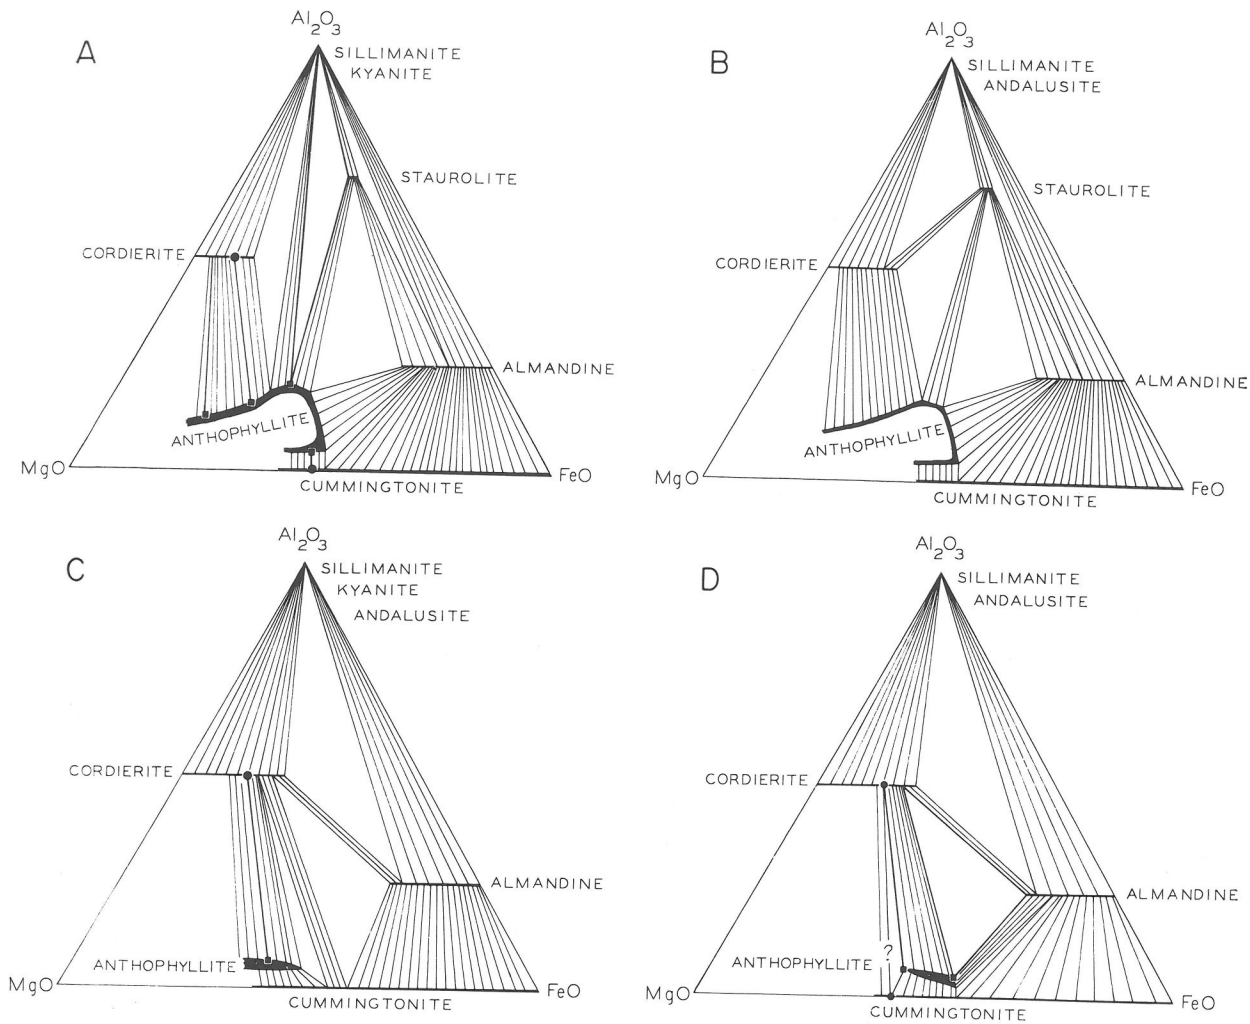 A
Al2O3
SILLIMANITE
KYANITE
STAUROLITE
CORDIERITE
ALMANDINE
ANTHOPHYLLITE
MgO
FeO
CUMMINGTONITE
B
Al2O3
SILLIMANITE
ANDALUSITE
STAUROLITE
CORDIERITE
ALMANDINE
ANTHOPHYLLITE
MgO
FeO
CUMMINGTONITE
C
Al2O3
SILLIMANITE
KYANITE
ANDALUSITE
CORDIERITE
ALMANDINE
ANTHOPHYLLITE
MgO
FeO
CUMMINGTONITE
D
Al2O3
SILLIMANITE
ANDALUSITE
CORDIERITE
ALMANDINE
?
ANTHOPHYLLITE
MgO
FeO
CUMMINGTONITE